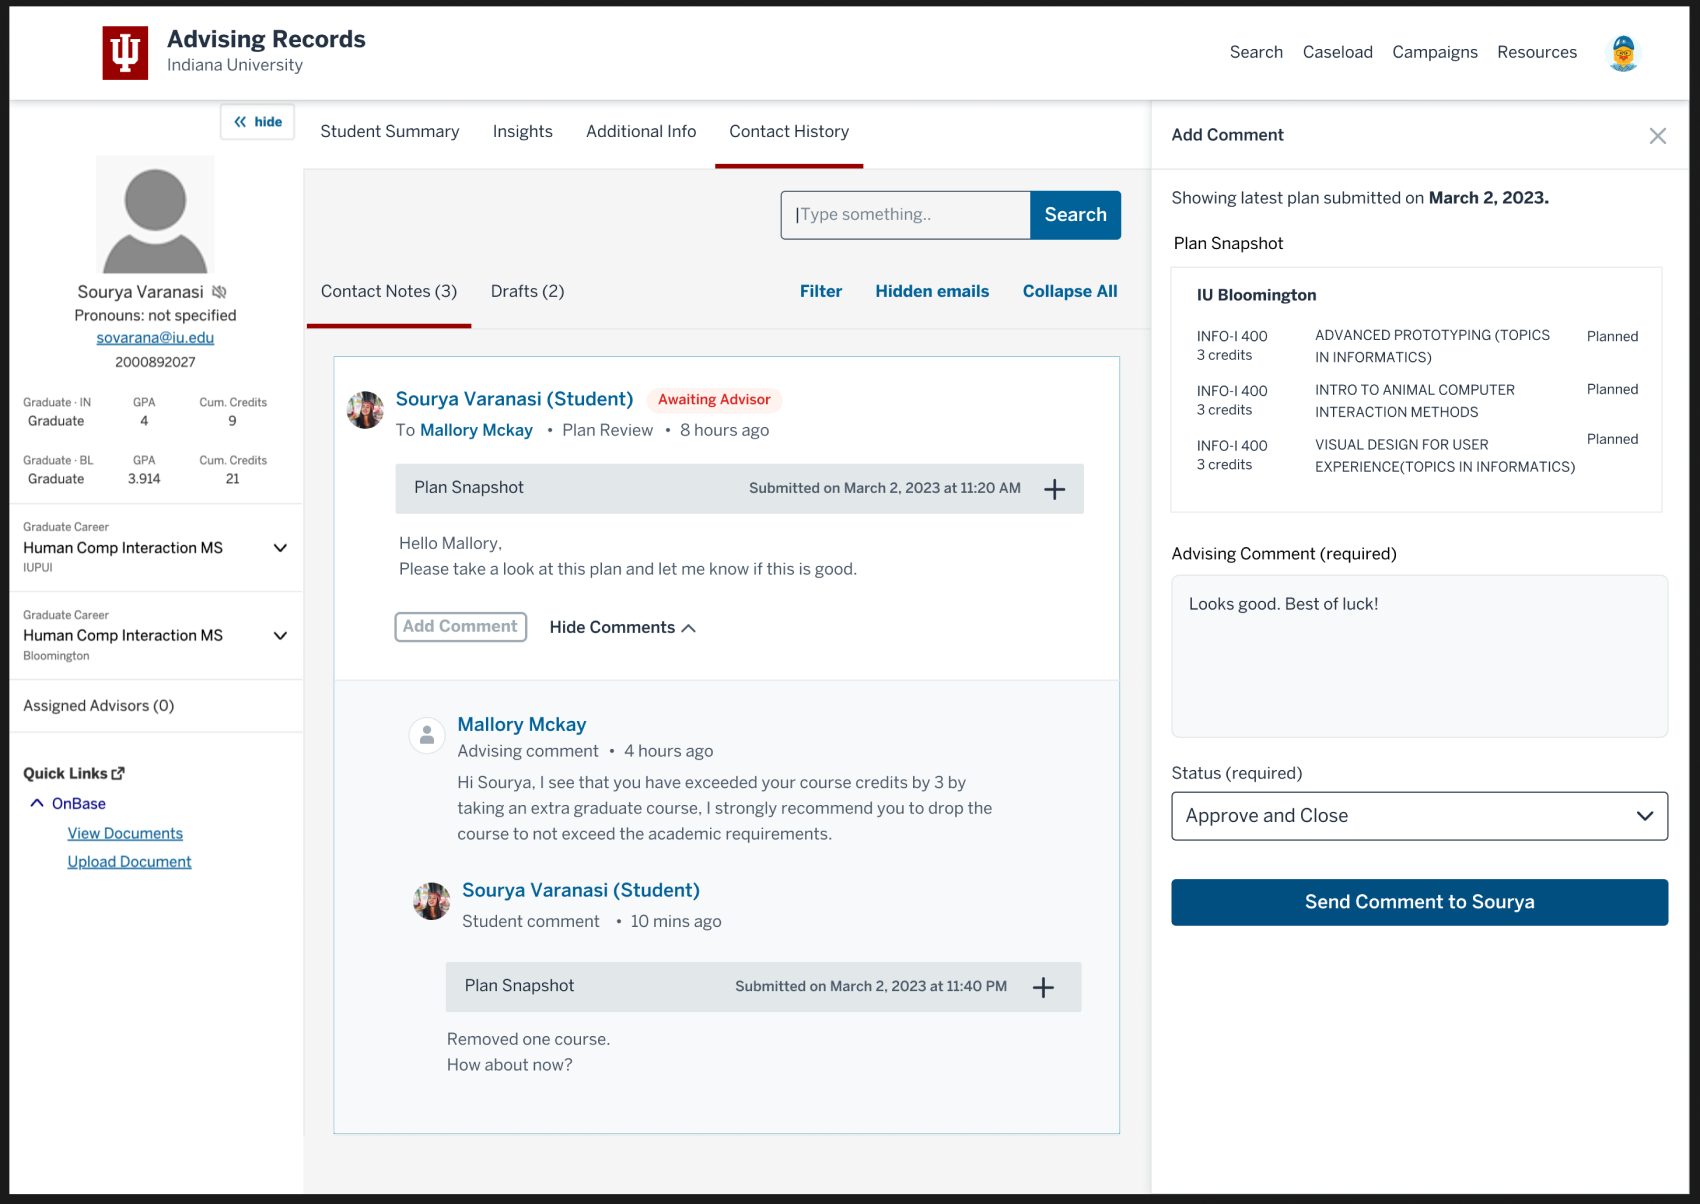 Advising Records
Indiana University
Search Caseload Campaigns Resources
hide
Sourya Varanasi
Pronouns: not specified
sovarana@iu.edu
2000892027
Graduate · IN GPA Cum. Credits
Graduate 4 9
Graduate · BL GPA Cum. Credits
Graduate 3.914 21
Graduate Career
Human Comp Interaction MS
IUPUI
Graduate Career
Human Comp Interaction MS
Bloomington
Assigned Advisors (0)
Quick Links
OnBase
View Documents
Upload Document
Student Summary Insights Additional Info Contact History
Type something.. Search
Contact Notes (3) Drafts (2) Filter Hidden emails Collapse All
Sourya Varanasi (Student) Awaiting Advisor
To Mallory Mckay • Plan Review • 8 hours ago
Plan Snapshot Submitted on March 2, 2023 at 11:20 AM
Hello Mallory,
Please take a look at this plan and let me know if this is good.
Add Comment Hide Comments
Mallory Mckay
Advising comment • 4 hours ago
Hi Sourya, I see that you have exceeded your course credits by 3 by
taking an extra graduate course, I strongly recommend you to drop the
course to not exceed the academic requirements.
Sourya Varanasi (Student)
Student comment • 10 mins ago
Plan Snapshot Submitted on March 2, 2023 at 11:40 PM
Removed one course.
How about now?
Add Comment
Showing latest plan submitted on March 2, 2023.
Plan Snapshot
IU Bloomington
INFO-I 400 ADVANCED PROTOTYPING (TOPICS Planned
3 credits IN INFORMATICS)
INFO-I 400 INTRO TO ANIMAL COMPUTER Planned
3 credits INTERACTION METHODS
INFO-I 400 VISUAL DESIGN FOR USER Planned
3 credits EXPERIENCE(TOPICS IN INFORMATICS)
Advising Comment (required)
Looks good. Best of luck!
Status (required)
Approve and Close
Send Comment to Sourya